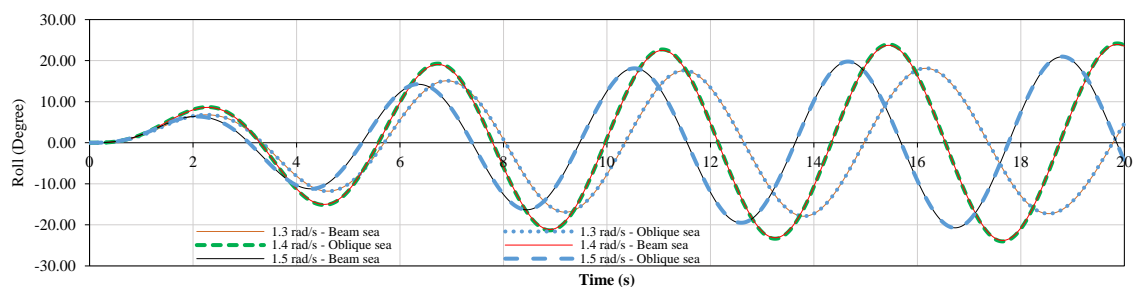 30.00
20.00
10.00
0.00
-10.00
-20.00
-30.00
0 2 4 6 8 10 12 14 16 18 20
Roll (Degree)
1.3 rad/s - Beam sea 1.3 rad/s - Oblique sea
1.4 rad/s - Oblique sea 1.4 rad/s - Beam sea
1.5 rad/s - Beam sea 1.5 rad/s - Oblique sea
Time (s)